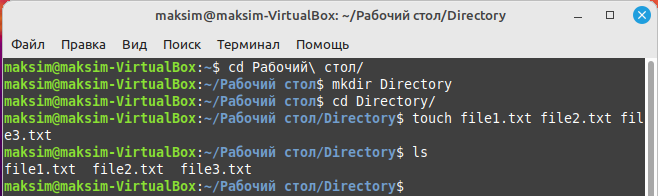 maksim@maksim-VirtualBox: ~/Рабочий стол/Directory
Файл Правка Вид Поиск Терминал Помощь
maksim@maksim-VirtualBox:~$ cd Рабочий\ стол/
maksim@maksim-VirtualBox:~/Рабочий стол$ mkdir Directory
maksim@maksim-VirtualBox:~/Рабочий стол$ cd Directory/
maksim@maksim-VirtualBox:~/Рабочий стол/Directory$ touch file1.txt file2.txt fil
e3.txt
maksim@maksim-VirtualBox:~/Рабочий стол/Directory$ ls
file1.txt  file2.txt  file3.txt
maksim@maksim-VirtualBox:~/Рабочий стол/Directory$